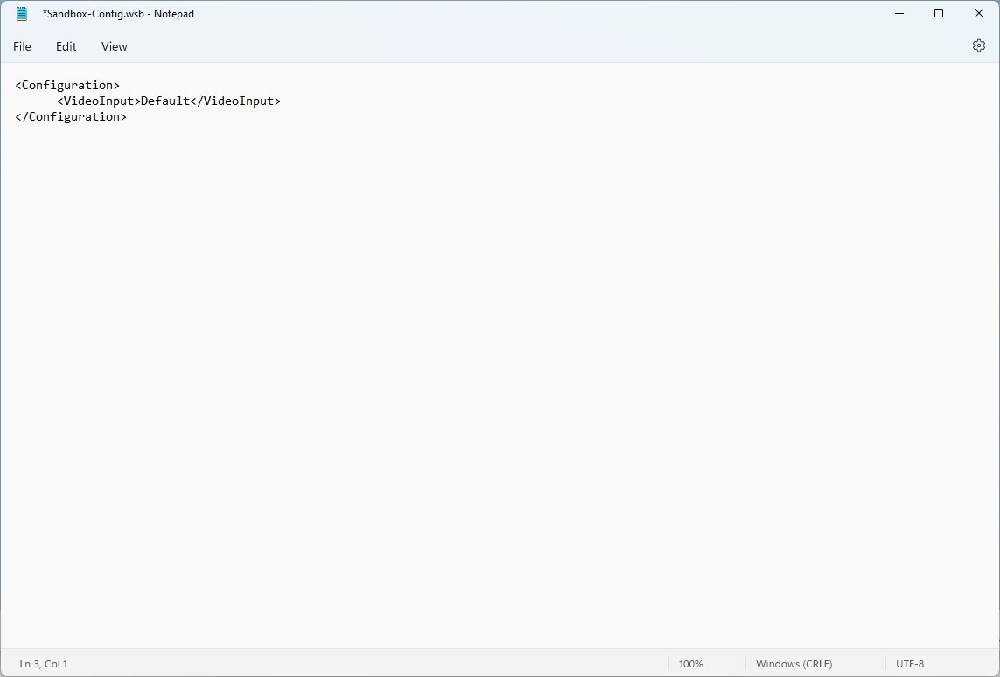 *Sandbox-Config.wsb - Notepad
File Edit View
<Configuration>
      <VideoInput>Default</VideoInput>
</Configuration>
Ln 3, Col 1 100% Windows (CRLF) UTF-8